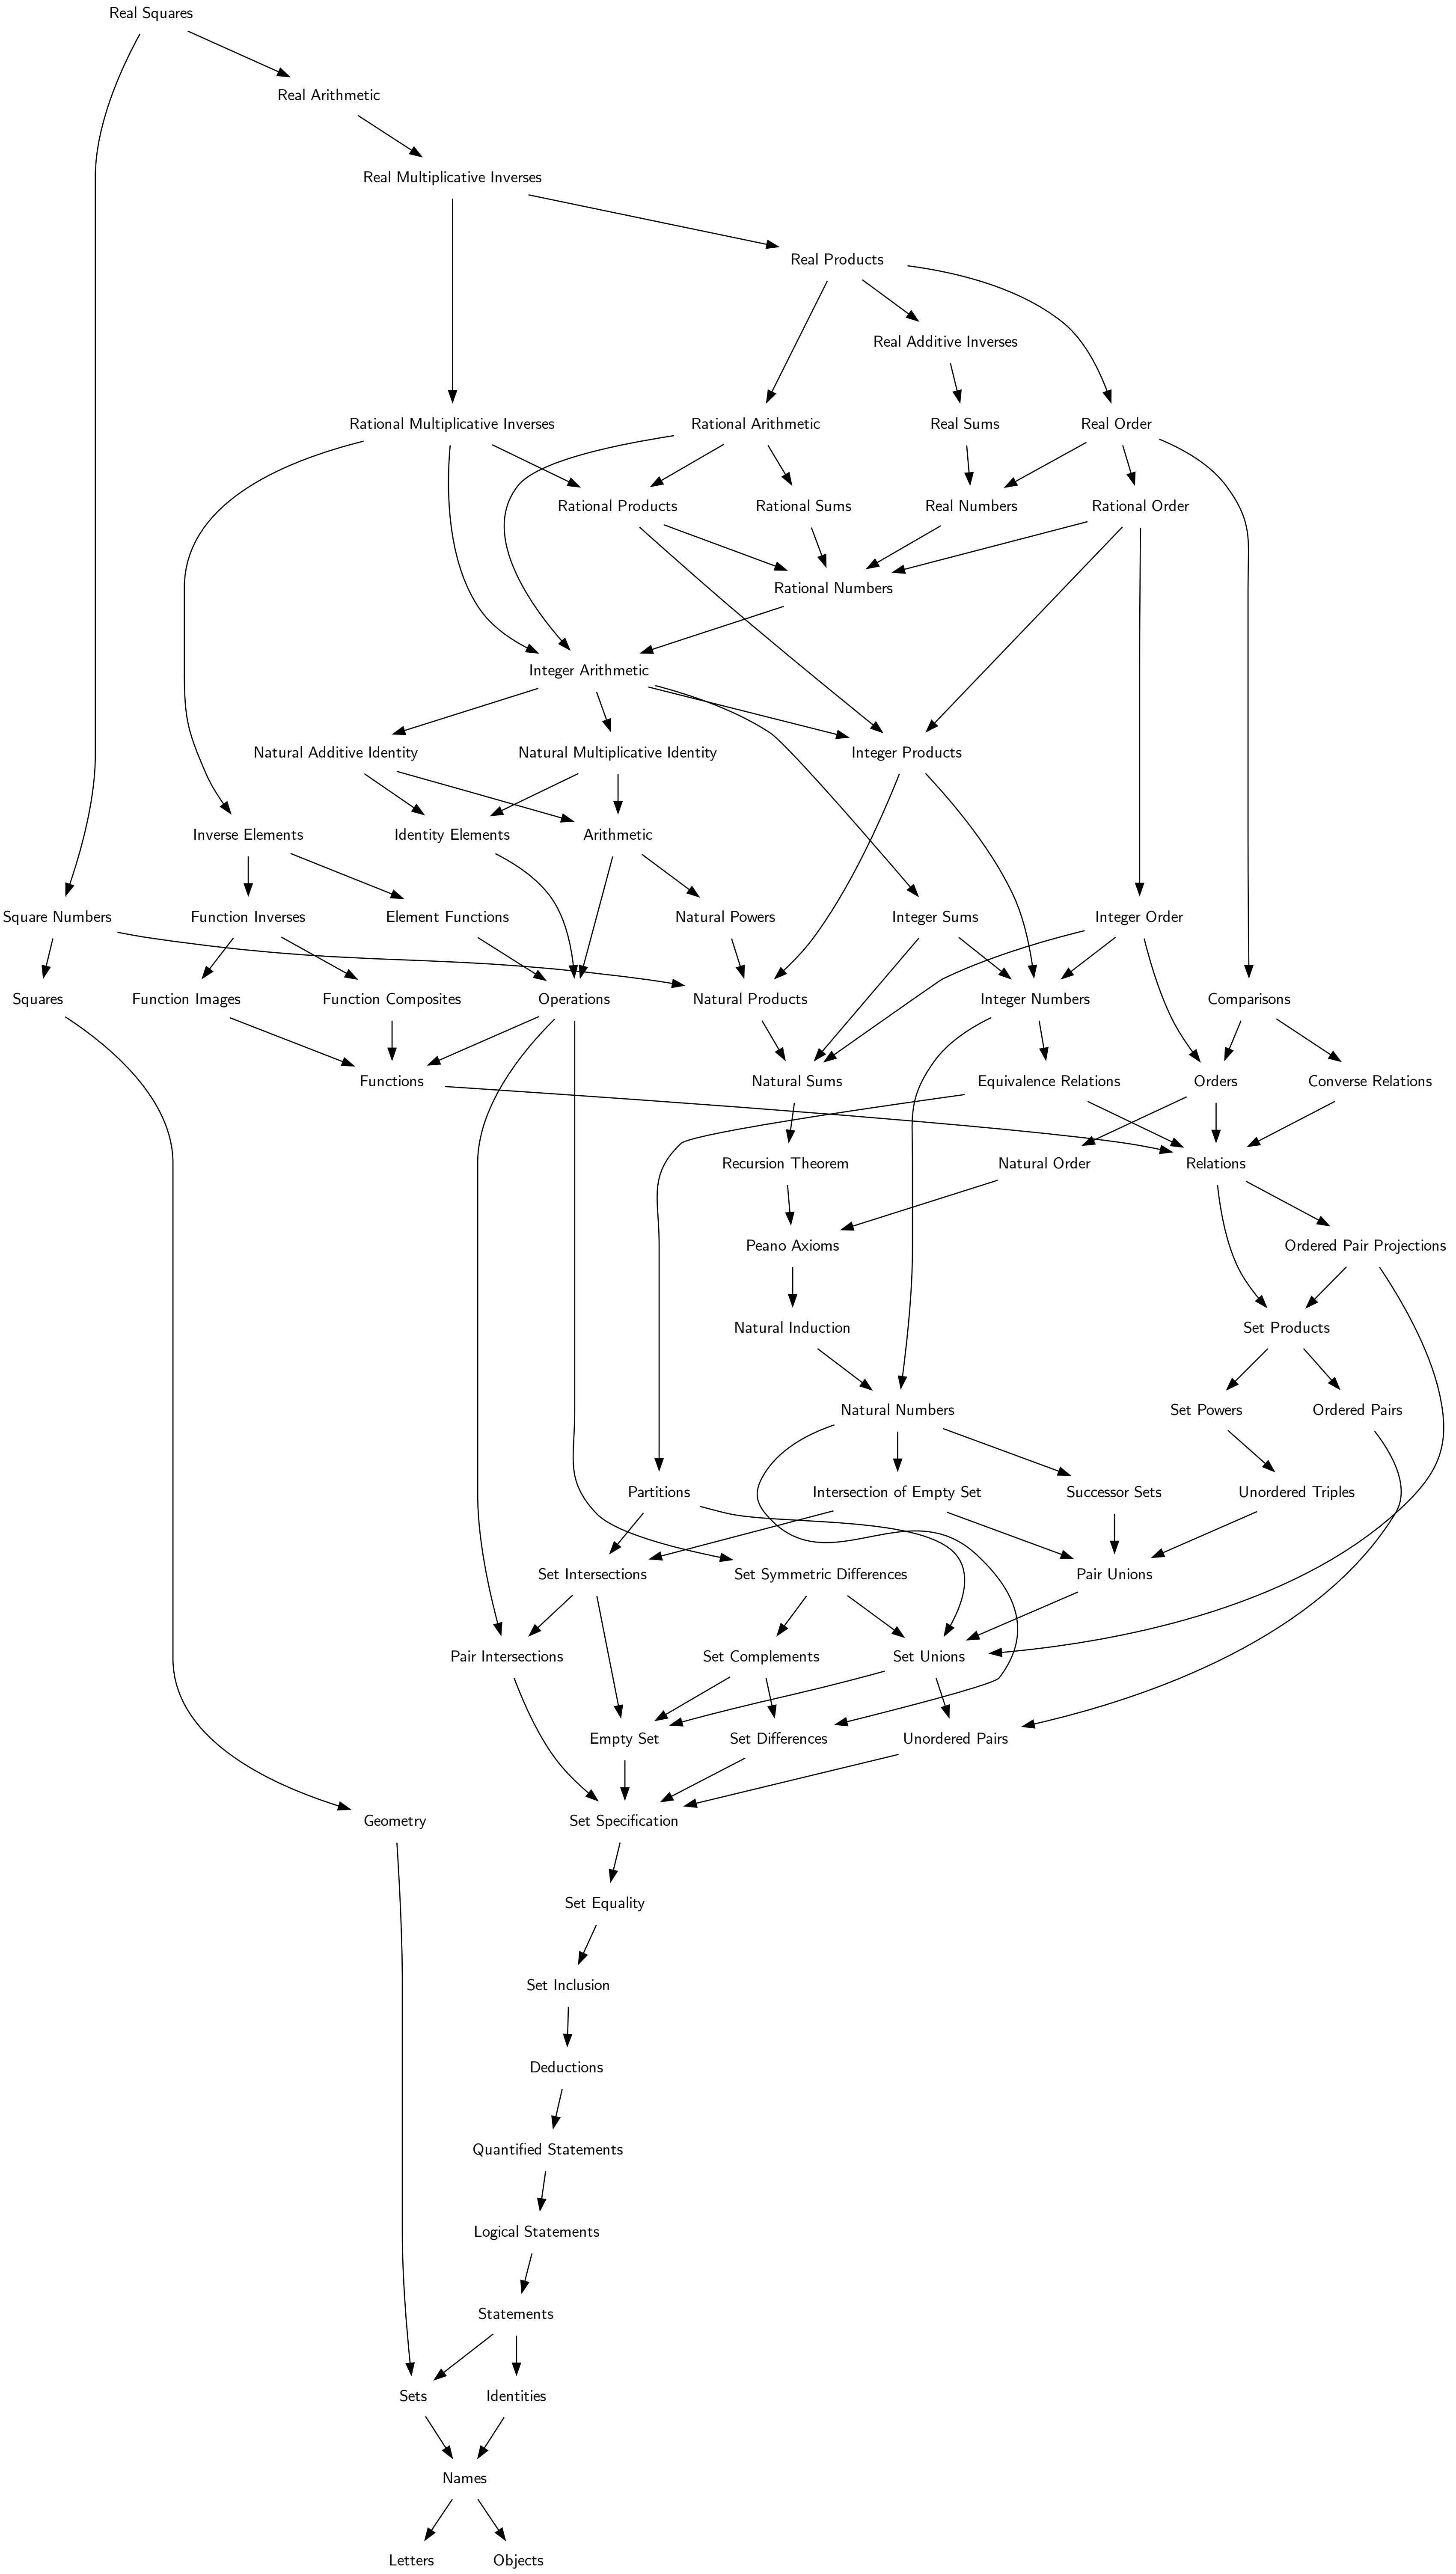 Real Squares
Real Arithmetic
Real Multiplicative Inverses
Real Products
Real Additive Inverses
Rational Multiplicative Inverses
Rational Arithmetic
Real Sums
Real Order
Rational Products
Rational Sums
Real Numbers
Rational Order
Rational Numbers
Integer Arithmetic
Natural Additive Identity
Natural Multiplicative Identity
Integer Products
Inverse Elements
Identity Elements
Arithmetic
Square Numbers
Function Inverses
Element Functions
Natural Powers
Integer Sums
Integer Order
Squares
Function Images
Function Composites
Operations
Natural Products
Integer Numbers
Comparisons
Functions
Natural Sums
Equivalence Relations
Orders
Converse Relations
Recursion Theorem
Natural Order
Relations
Peano Axioms
Ordered Pair Projections
Natural Induction
Set Products
Natural Numbers
Set Powers
Ordered Pairs
Partitions
Intersection of Empty Set
Successor Sets
Unordered Triples
Set Intersections
Set Symmetric Differences
Pair Unions
Pair Intersections
Set Complements
Set Unions
Empty Set
Set Differences
Unordered Pairs
Geometry
Set Specification
Set Equality
Set Inclusion
Deductions
Quantified Statements
Logical Statements
Statements
Sets
Identities
Names
Letters
Objects